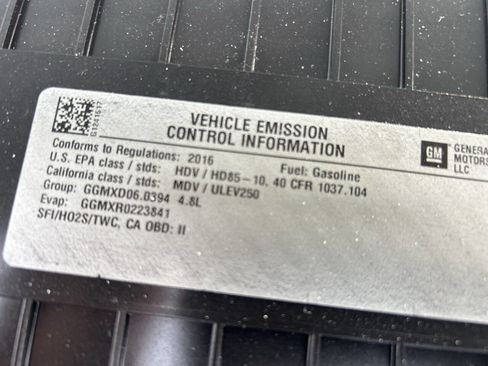 VEHICLE EMISSION
CONTROL INFORMATION
GM GENERAL
MOTORS
LLC
Conforms to Regulations: 2016 Fuel: Gasoline
U.S. EPA class / stds: HDV / HD85-10, 40 CFR 1037.104
California class / stds: MDV / ULEV250
Group: GGMXD06.0394 4.8L
Evap: GGMXR0223841
SFI/HO2S/TWC, CA OBD: II